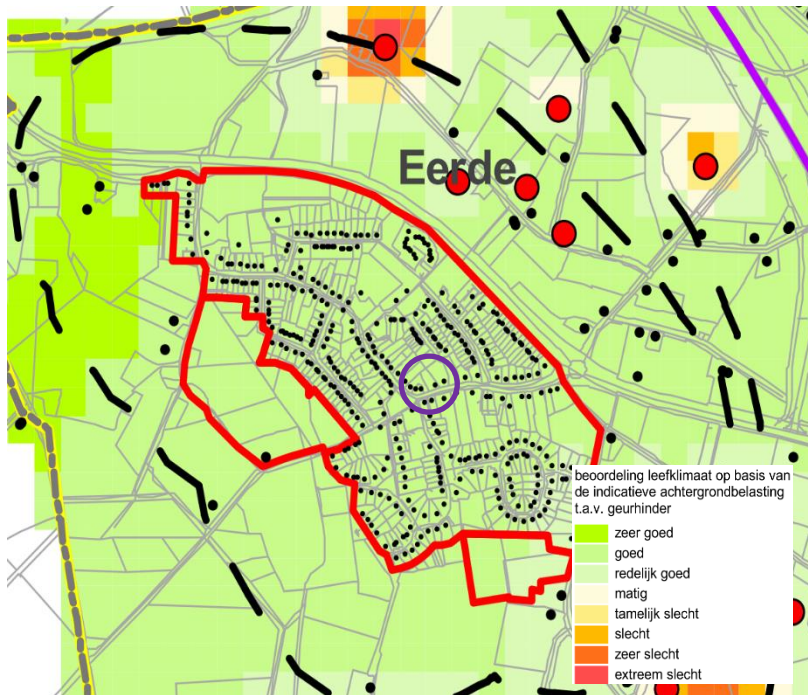 Eerde
beoordeling leefklimaat op basis van
de indicatieve achtergrondbelasting
t.a.v. geurhinder
zeer goed
goed
redelijk goed
matig
tamelijk slecht
slecht
zeer slecht
extreem slecht